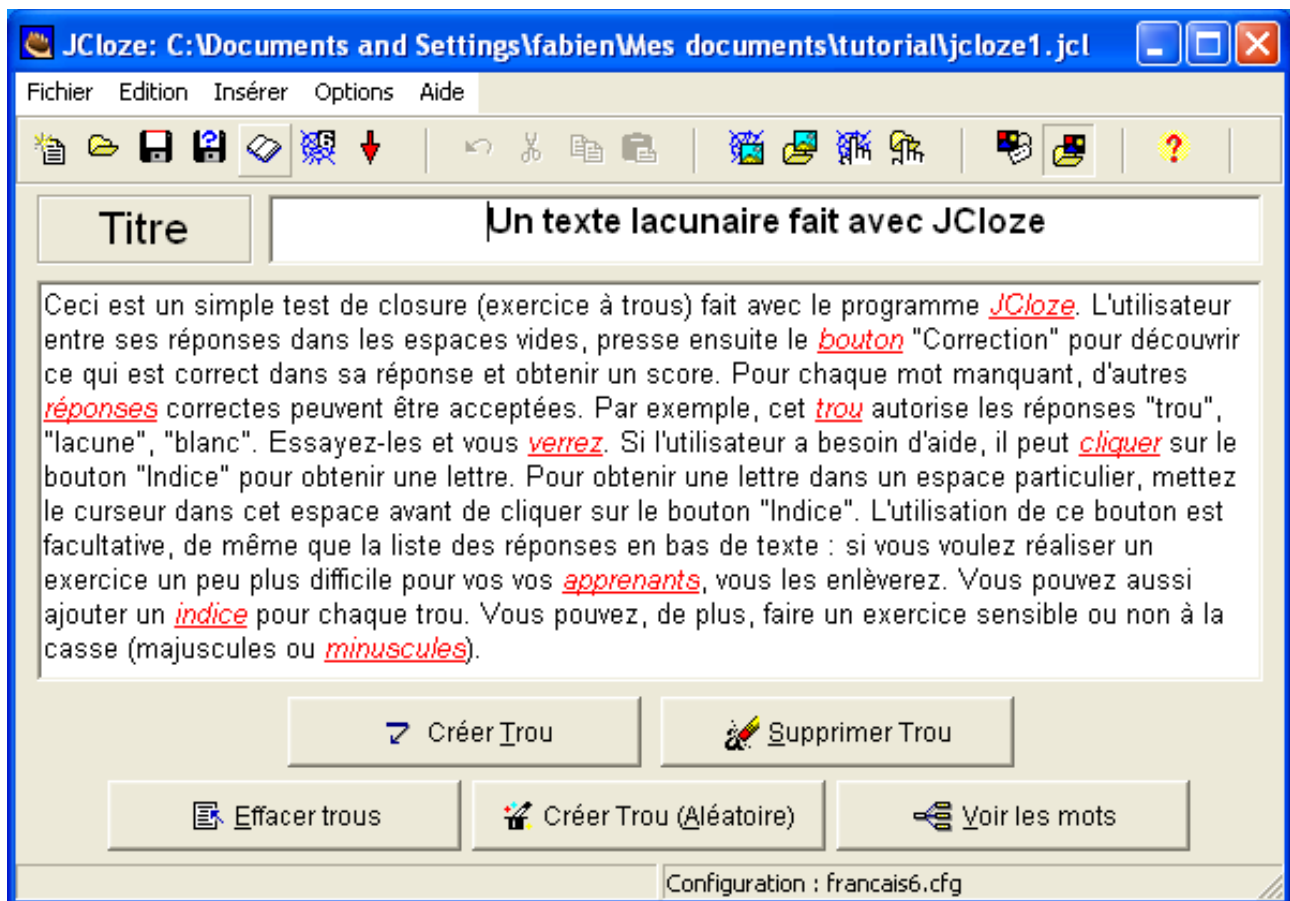 JCloze: C:\Documents and Settings\fabien\Mes documents\tutorial\jcloze1.jcl
Fichier Edition Insérer Options Aide
Titre
Un texte lacunaire fait avec JCloze
Ceci est un simple test de closure (exercice à trous) fait avec le programme JCloze. L'utilisateur
entre ses réponses dans les espaces vides, presse ensuite le bouton "Correction" pour découvrir
ce qui est correct dans sa réponse et obtenir un score. Pour chaque mot manquant, d'autres
réponses correctes peuvent être acceptées. Par exemple, cet trou autorise les réponses "trou",
"lacune", "blanc". Essayez-les et vous verrez. Si l'utilisateur a besoin d'aide, il peut cliquer sur le
bouton "Indice" pour obtenir une lettre. Pour obtenir une lettre dans un espace particulier, mettez
le curseur dans cet espace avant de cliquer sur le bouton "Indice". L'utilisation de ce bouton est
facultative, de même que la liste des réponses en bas de texte : si vous voulez réaliser un
exercice un peu plus difficile pour vos vos apprenants, vous les enlèverez. Vous pouvez aussi
ajouter un indice pour chaque trou. Vous pouvez, de plus, faire un exercice sensible ou non à la
casse (majuscules ou minuscules).
Créer Trou
Supprimer Trou
Effacer trous
Créer Trou (Aléatoire)
Voir les mots
Configuration : francais6.cfg